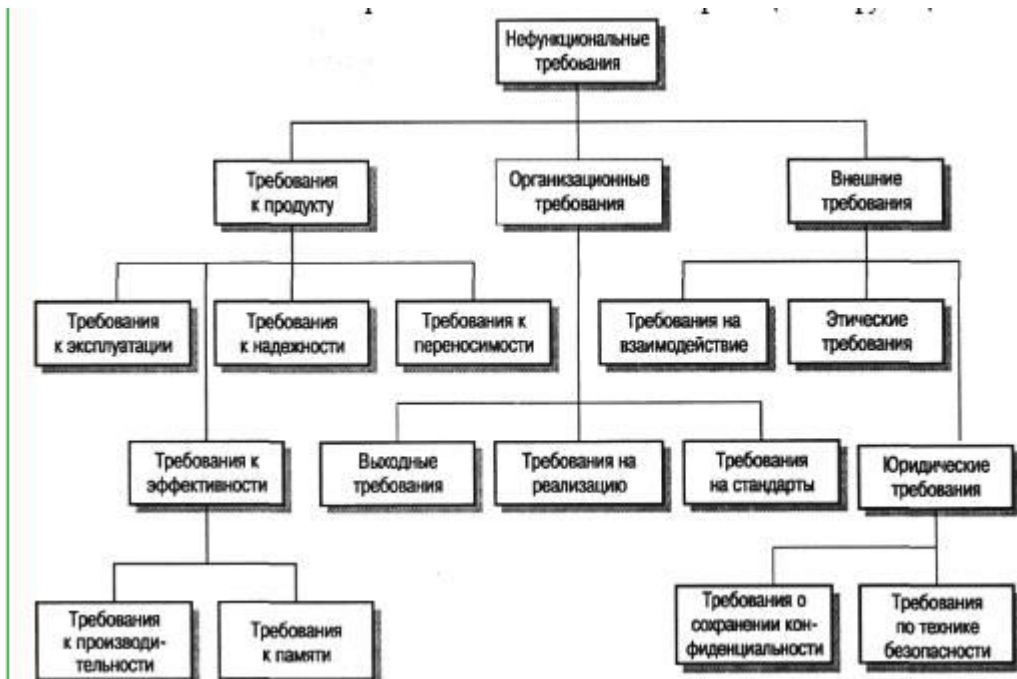 Нефункциональные
требования
Требования
к продукту
Организационные
требования
Внешние
требования
Требования
к эксплуатации
Требования
к надежности
Требования к
переносимости
Требования на
взаимодействие
Этические
требования
Требования к
эффективности
Выходные
требования
Требования на
реализацию
Требования
на стандарты
Юридические
требования
Требования
к производи-
тельности
Требования
к памяти
Требования о
сохранении кон-
фиденциальности
Требования
по технике
безопасности